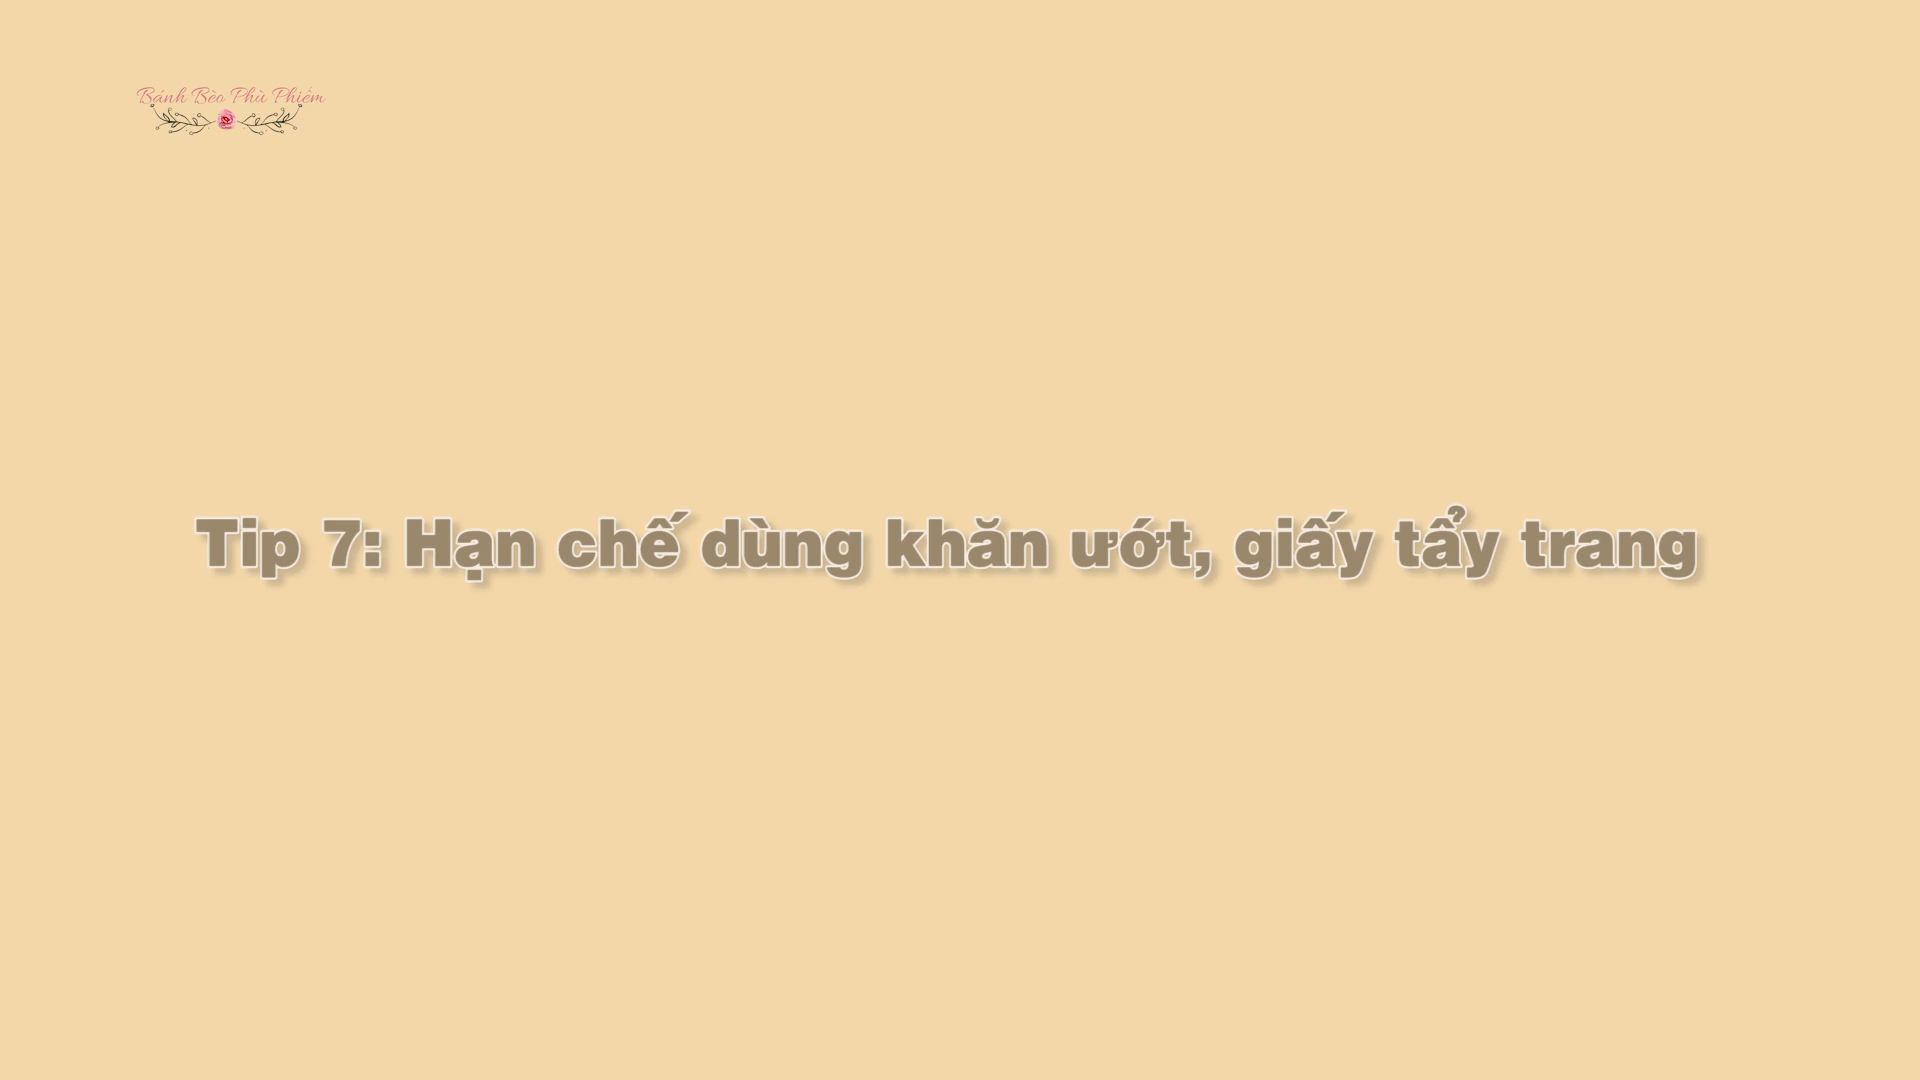 Bánh Bèo Phù Phiếm
Tip 7: Hạn chế dùng khăn ướt, giấy tẩy trang